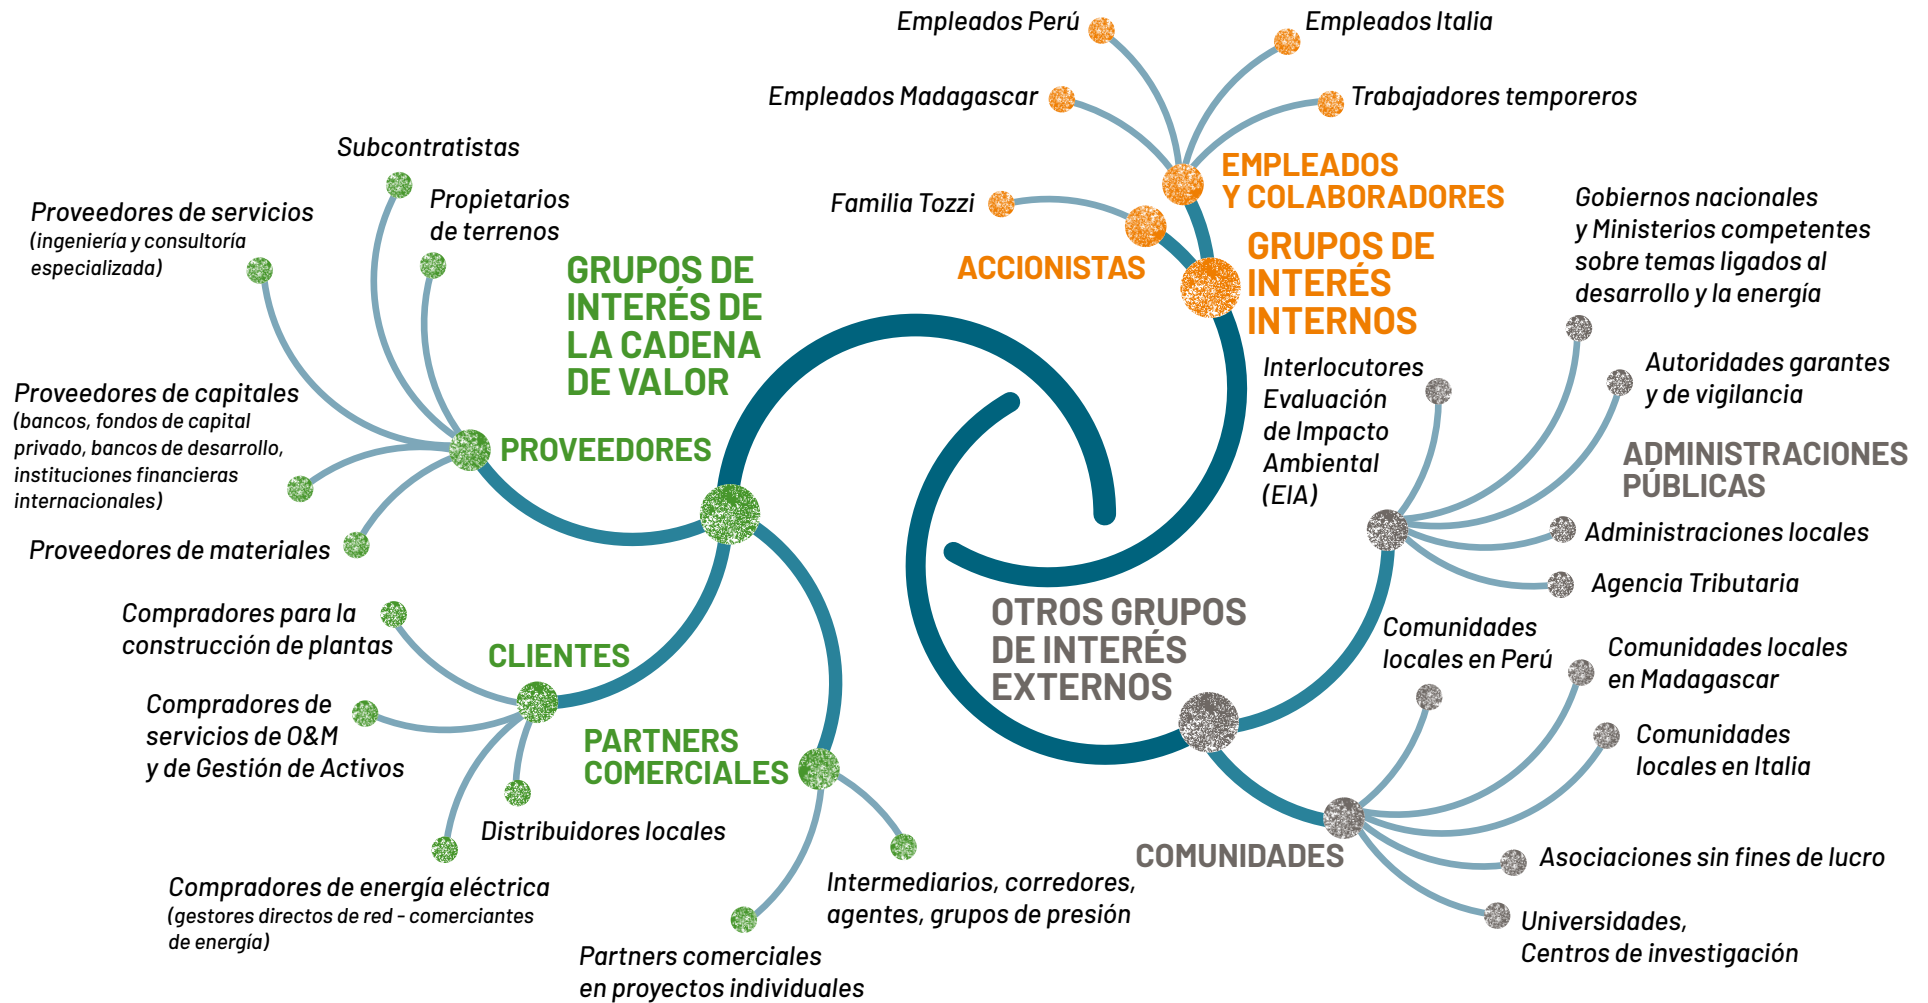 Empleados Perú
Empleados Italia
Empleados Madagascar
Trabajadores temporeros
EMPLEADOS
Y COLABORADORES
Familia Tozzi
ACCIONISTAS
GRUPOS DE
INTERÉS
INTERNOS
Subcontratistas
Propietarios
de terrenos
Proveedores de servicios
(ingeniería y consultoría
especializada)
GRUPOS DE
INTERÉS DE
LA CADENA
DE VALOR
Proveedores de capitales
(bancos, fondos de capital
privado, bancos de desarrollo,
instituciones financieras
internacionales)
PROVEEDORES
Proveedores de materiales
Compradores para la
construcción de plantas
CLIENTES
Compradores de
servicios de O&M
y de Gestión de Activos
Distribuidores locales
Compradores de energía eléctrica
(gestores directos de red - comerciantes
de energía)
PARTNERS
COMERCIALES
Intermediarios, corredores,
agentes, grupos de presión
Partners comerciales
en proyectos individuales
Gobiernos nacionales
y Ministerios competentes
sobre temas ligados al
desarrollo y la energía
Interlocutores
Evaluación
de Impacto
Ambiental
(EIA)
Autoridades garantes
y de vigilancia
ADMINISTRACIONES
PÚBLICAS
Administraciones locales
Agencia Tributaria
OTROS GRUPOS
DE INTERÉS
EXTERNOS
Comunidades
locales en Perú
Comunidades locales
en Madagascar
Comunidades
locales en Italia
COMUNIDADES
Asociaciones sin fines de lucro
Universidades,
Centros de investigación